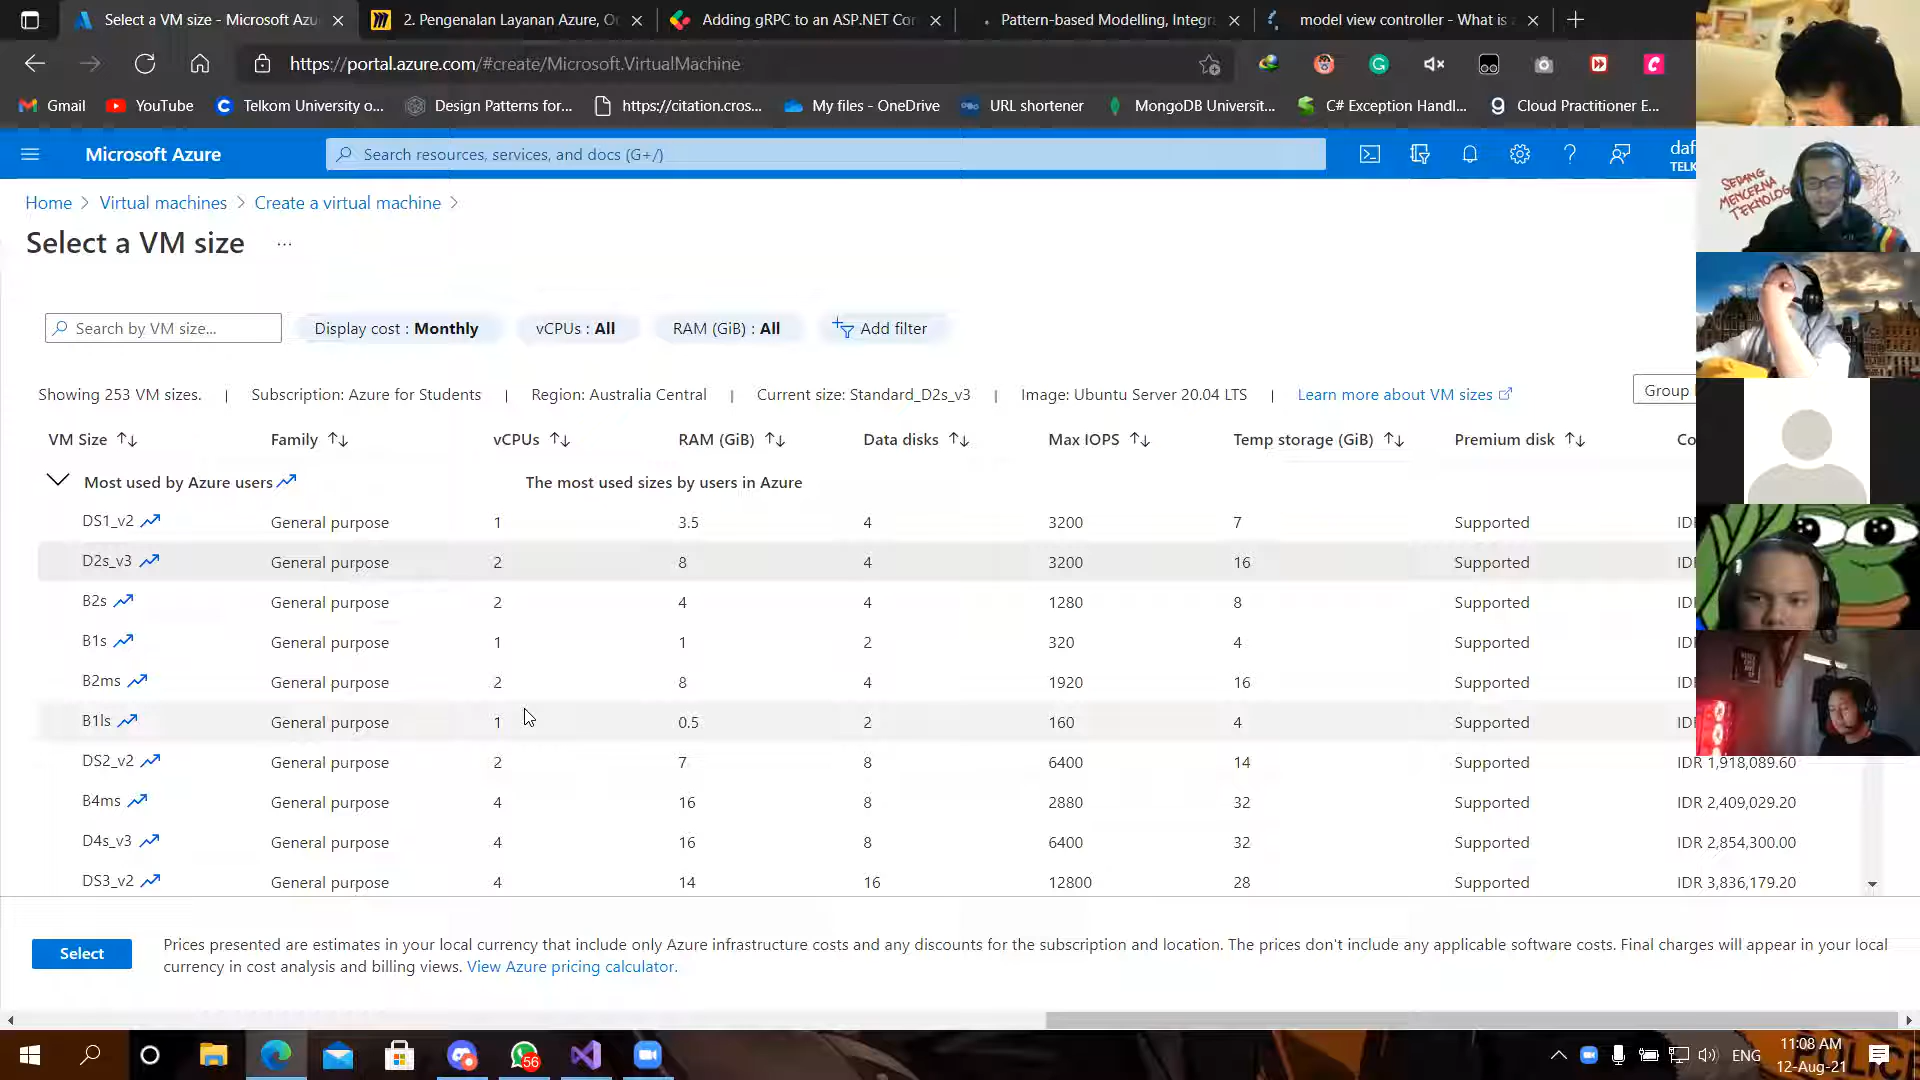 Select a VM size - Microsoft Azu
2. Pengenalan Layanan Azure, O
Adding gRPC to an ASP.NET Cor
Pattern-based Modelling, Integra
model view controller - What is
https://portal.azure.com/#create/Microsoft.VirtualMachine
Gmail
YouTube
Telkom University o...
Design Patterns for...
https://citation.cros...
My files - OneDrive
URL shortener
MongoDB Universit...
C# Exception Handl...
Cloud Practitioner E...
Microsoft Azure
Search resources, services, and docs (G+/)
daf
TELK
Home > Virtual machines > Create a virtual machine >
Select a VM size ...
Search by VM size...
Display cost : Monthly
vCPUs : All
RAM (GiB) : All
Add filter
Showing 253 VM sizes. | Subscription: Azure for Students | Region: Australia Central | Current size: Standard_D2s_v3 | Image: Ubuntu Server 20.04 LTS | Learn more about VM sizes
Group
VM Size Family vCPUs RAM (GiB) Data disks Max IOPS Temp storage (GiB) Premium disk Co
Most used by Azure users The most used sizes by users in Azure
DS1_v2 General purpose 1 3.5 4 3200 7 Supported IDR
D2s_v3 General purpose 2 8 4 3200 16 Supported IDR
B2s General purpose 2 4 4 1280 8 Supported IDR
B1s General purpose 1 1 2 320 4 Supported IDR
B2ms General purpose 2 8 4 1920 16 Supported IDR
B1ls General purpose 1 0.5 2 160 4 Supported IDR
DS2_v2 General purpose 2 7 8 6400 14 Supported IDR 1,918,089.60
B4ms General purpose 4 16 8 2880 32 Supported IDR 2,409,029.20
D4s_v3 General purpose 4 16 8 6400 32 Supported IDR 2,854,300.00
DS3_v2 General purpose 4 14 16 12800 28 Supported IDR 3,836,179.20
Select
Prices presented are estimates in your local currency that include only Azure infrastructure costs and any discounts for the subscription and location. The prices don't include any applicable software costs. Final charges will appear in your local
currency in cost analysis and billing views. View Azure pricing calculator.
SEDANG
MENCERNA
TEKNOLOG
56
ENG
11:08 AM
12-Aug-21